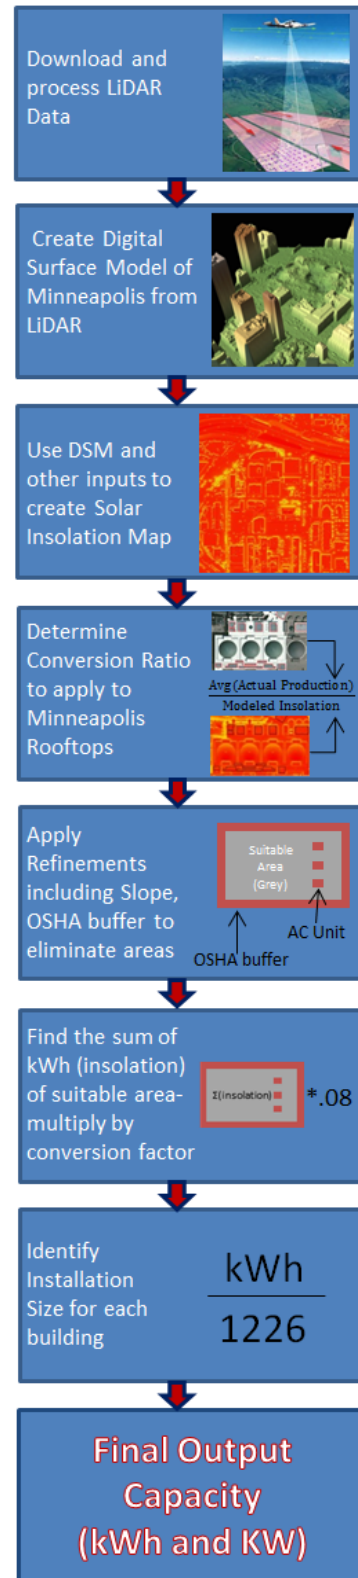 Download and
process LiDAR
Data
Create Digital
Surface Model of
Minneapolis from
LiDAR
Use DSM and
other inputs to
create Solar
Insolation Map
Determine
Conversion Ratio
to apply to
Minneapolis
Rooftops
Avg(Actual Production)
Modeled Insolation
Apply
Refinements
including Slope,
OSHA buffer to
eliminate areas
Suitable
Area
(Grey)
AC Unit
OSHA buffer
Find the sum of
kWh (insolation)
of suitable area-
multiply by
conversion factor
Σ(insolation)
*.08
Identify
Installation
Size for each
building
kWh
1226
Final Output
Capacity
(kWh and KW)